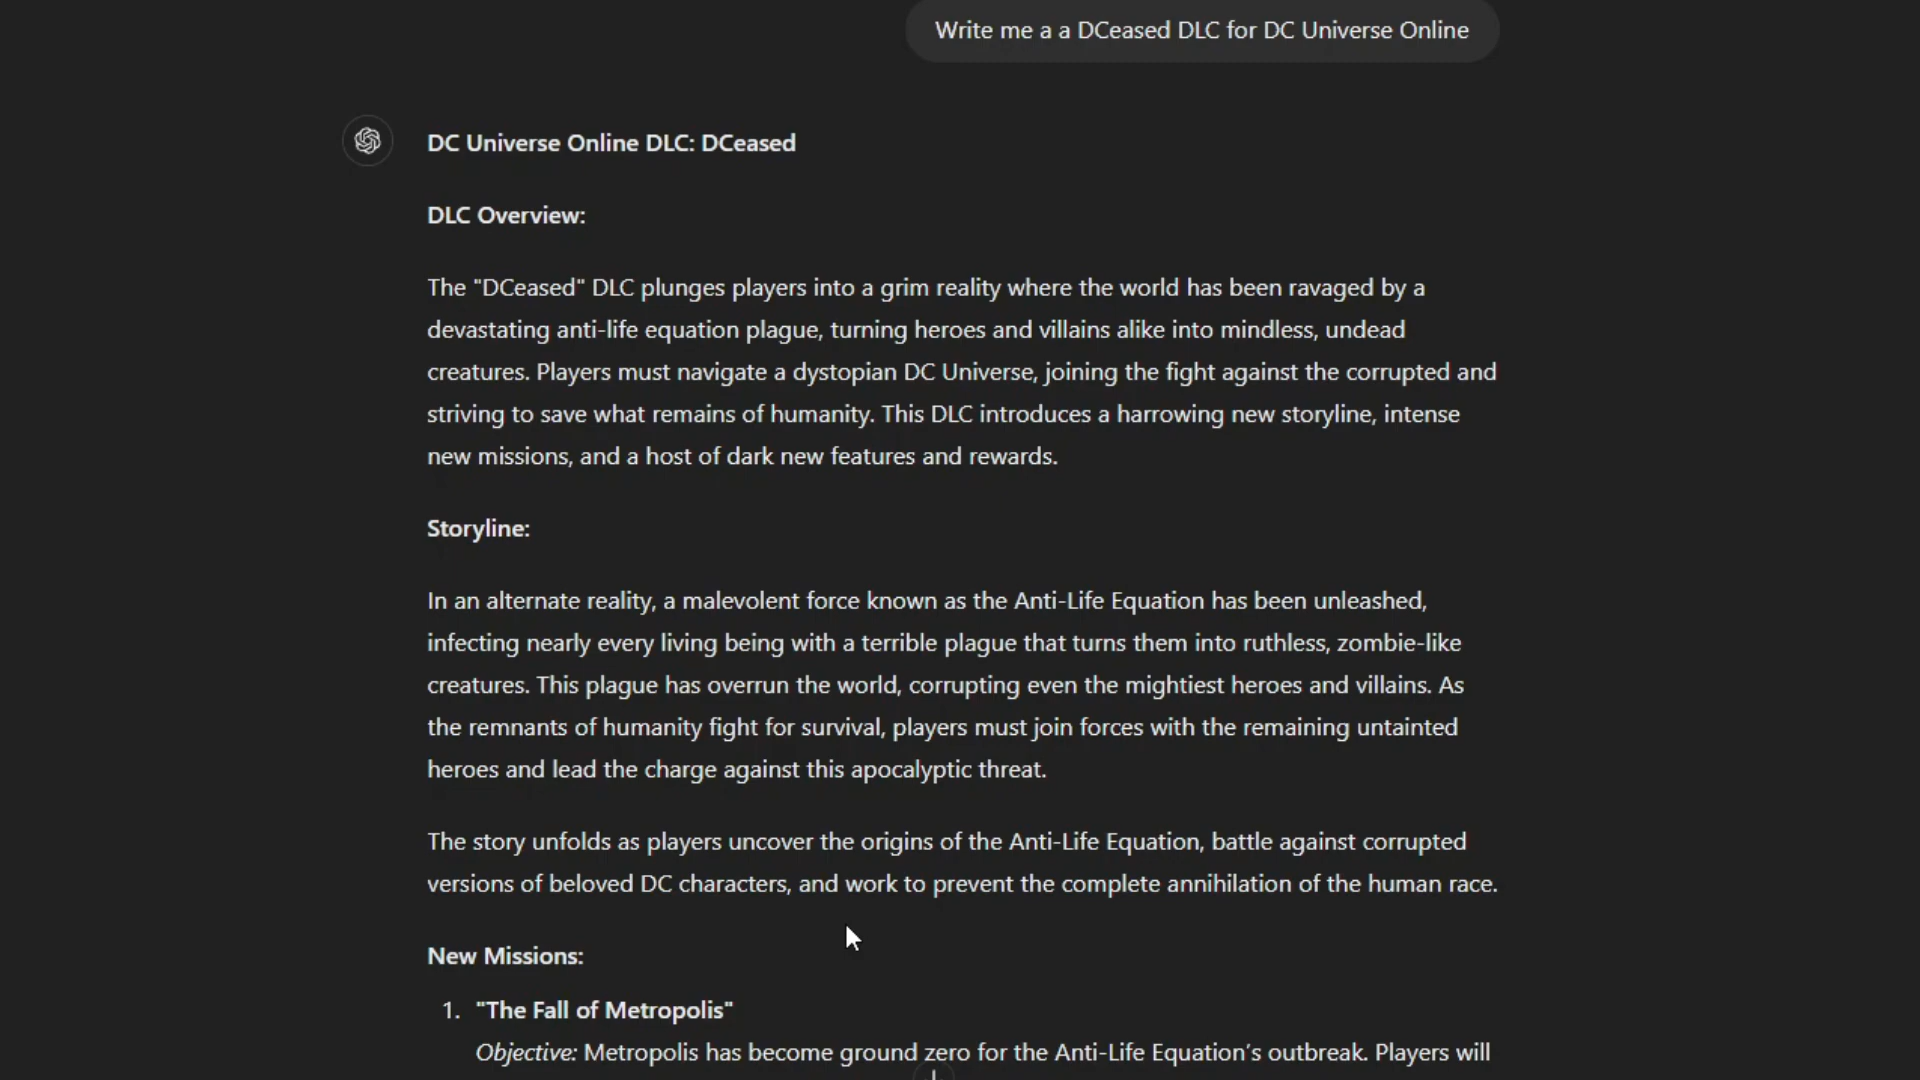 Write me a a DCeased DLC for DC Universe Online
DC Universe Online DLC: DCeased
DLC Overview:
The "DCeased" DLC plunges players into a grim reality where the world has been ravaged by a
devastating anti-life equation plague, turning heroes and villains alike into mindless, undead
creatures. Players must navigate a dystopian DC Universe, joining the fight against the corrupted and
striving to save what remains of humanity. This DLC introduces a harrowing new storyline, intense
new missions, and a host of dark new features and rewards.
Storyline:
In an alternate reality, a malevolent force known as the Anti-Life Equation has been unleashed,
infecting nearly every living being with a terrible plague that turns them into ruthless, zombie-like
creatures. This plague has overrun the world, corrupting even the mightiest heroes and villains. As
the remnants of humanity fight for survival, players must join forces with the remaining untainted
heroes and lead the charge against this apocalyptic threat.
The story unfolds as players uncover the origins of the Anti-Life Equation, battle against corrupted
versions of beloved DC characters, and work to prevent the complete annihilation of the human race.
New Missions:
1. "The Fall of Metropolis"
Objective: Metropolis has become ground zero for the Anti-Life Equation's outbreak. Players will